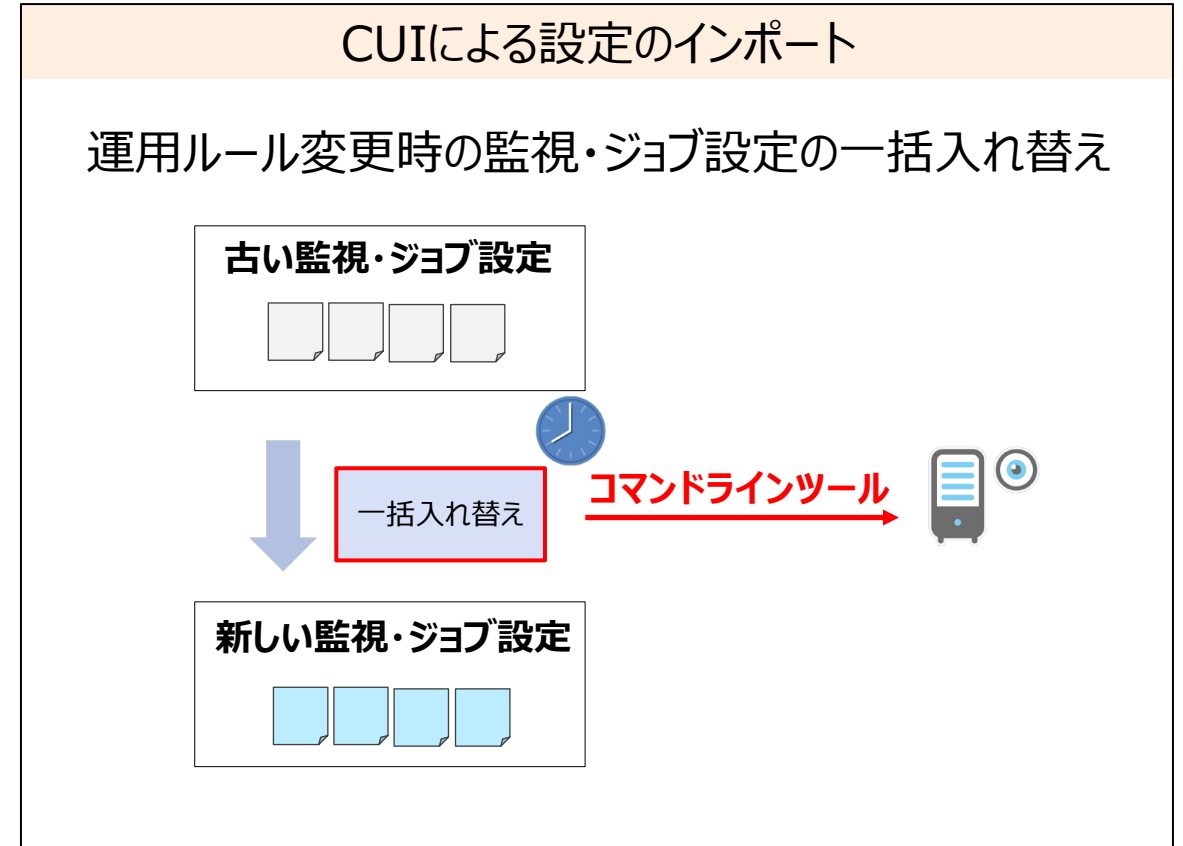 CUIによる設定のインポート
運用ルール変更時の監視・ジョブ設定の一括入れ替え
古い監視・ジョブ設定
一括入れ替え
コマンドラインツール
新しい監視・ジョブ設定